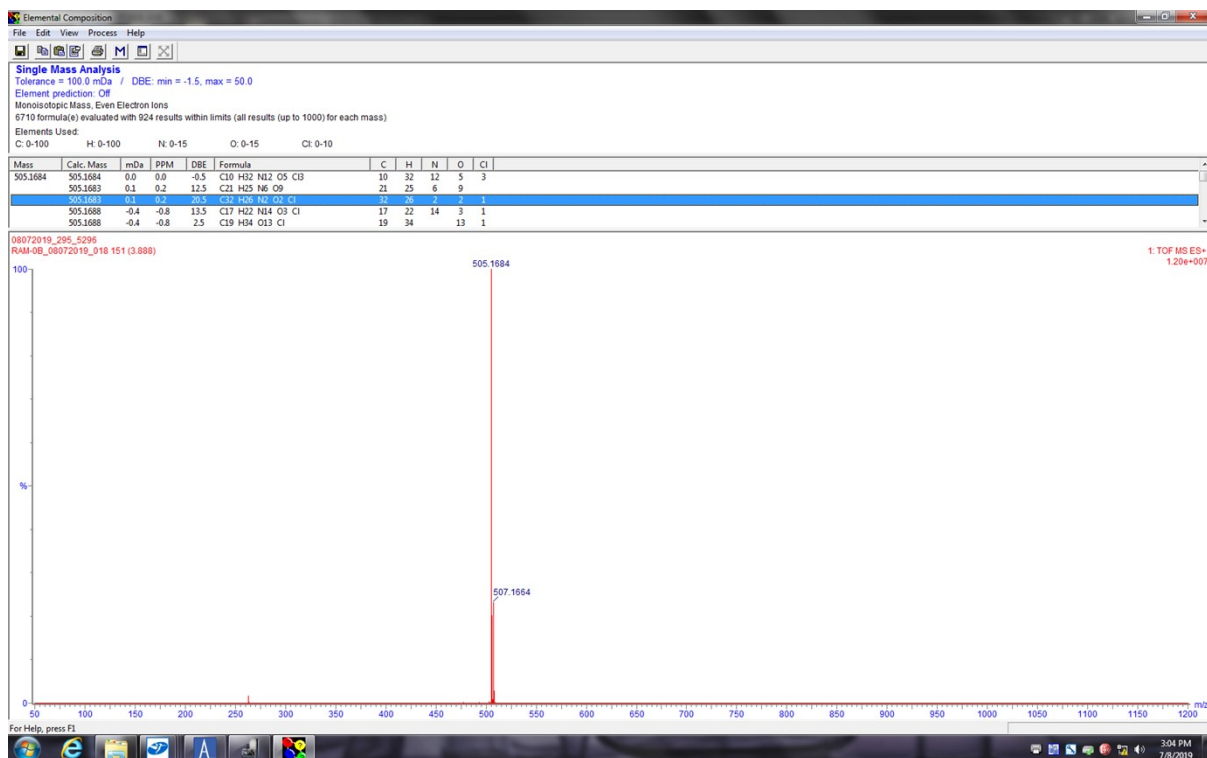 Elemental Composition
File Edit View Process Help
Single Mass Analysis
Tolerance = 100.0 mDa / DBE: min = -1.5, max = 50.0
Element prediction: Off
Monoisotopic Mass, Even Electron Ions
6710 formula(e) evaluated with 924 results within limits (all results (up to 1000) for each mass)
Elements Used:
C: 0-100 H: 0-100 N: 0-15 O: 0-15 Cl: 0-10
Mass Calc. Mass mDa PPM DBE Formula C H N O Cl
505.1684 505.1684 0.0 0.0 -0.5 C10 H32 N12 O5 Cl3 10 32 12 5 3
505.1683 0.1 0.2 12.5 C21 H25 N6 O9 21 25 6 9
505.1683 0.1 0.2 20.5 C32 H26 N2 O2 Cl 32 26 2 2 1
505.1688 -0.4 -0.8 13.5 C17 H22 N14 O3 Cl 17 22 14 3 1
505.1688 -0.4 -0.8 2.5 C19 H34 O13 Cl 19 34 13 1
08072019_295_5296
RAM-0B_08072019_018 151 (3.888)
1: TOF MS ES+
1.20e+007
100
505.1684
%
507.1664
0
50 100 150 200 250 300 350 400 450 500 550 600 650 700 750 800 850 900 950 1000 1050 1100 1150 1200
m/z
For Help, press F1
3:04 PM
7/8/2019